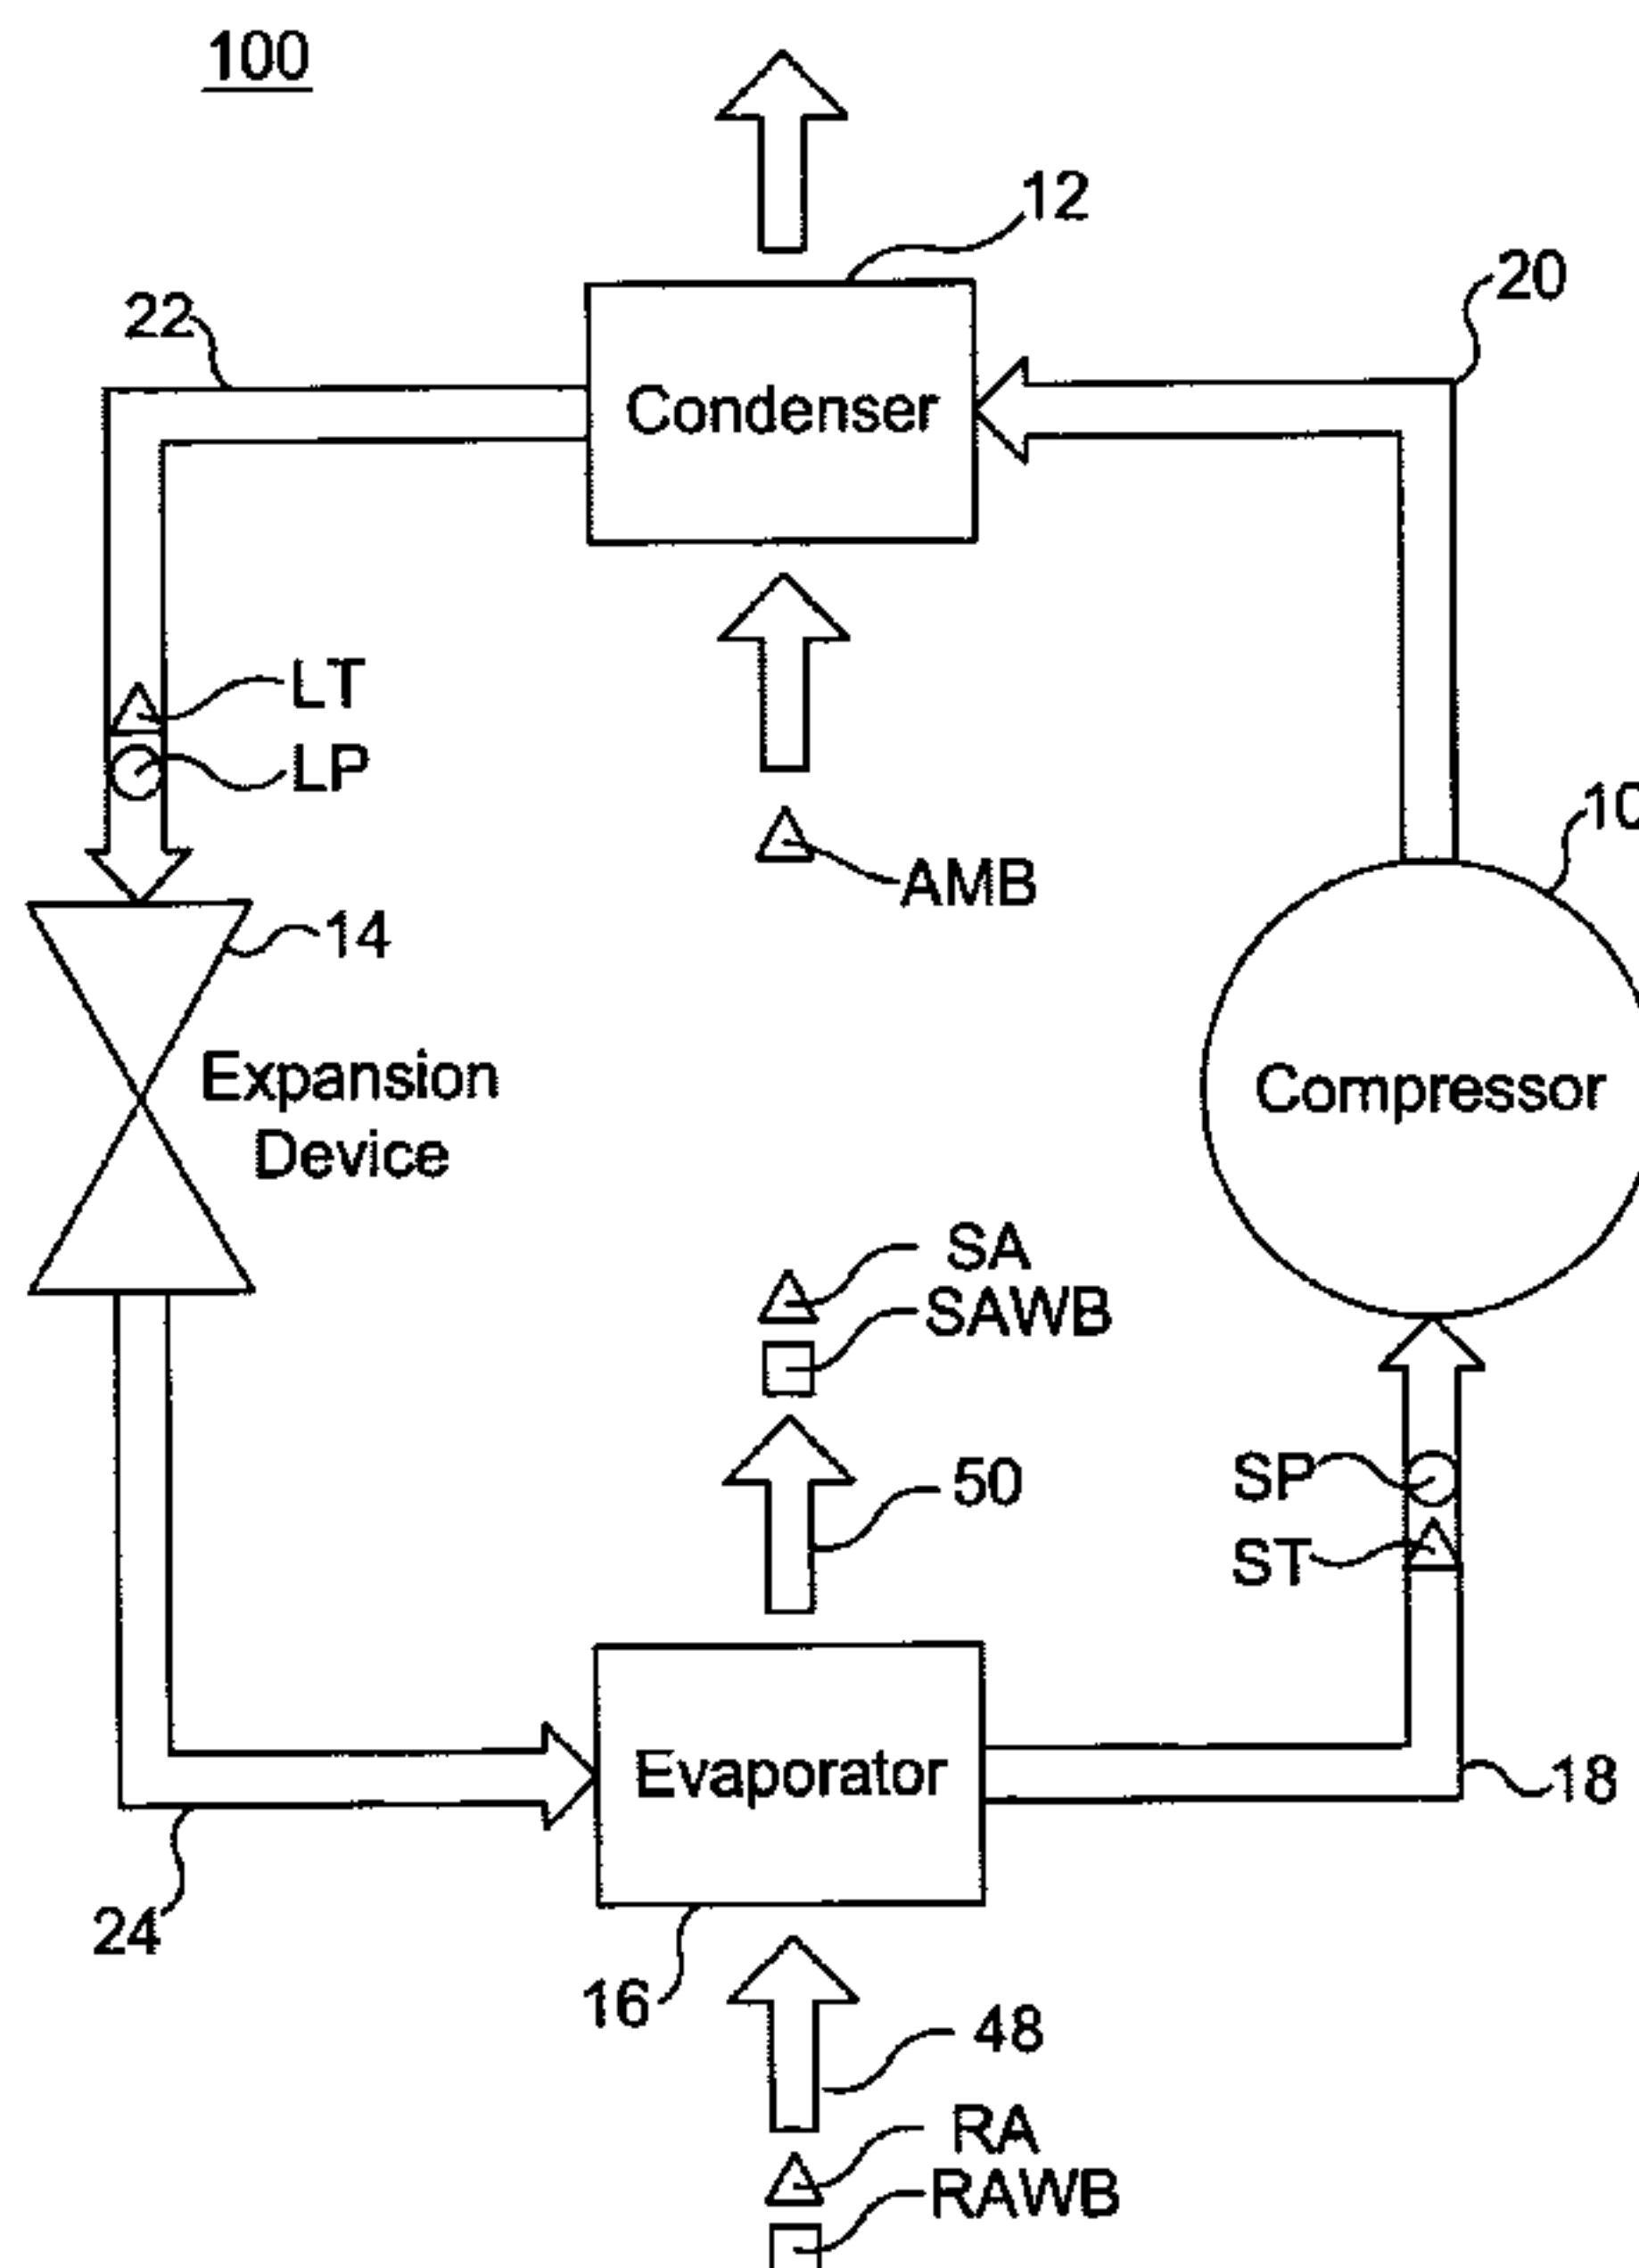 100
12
20
22
Condenser
LT
LP
10
AMB
14
Expansion
Device
Compressor
SA
SAWB
SP
50
ST
Evaporator
18
24
16
48
RA
RAWB